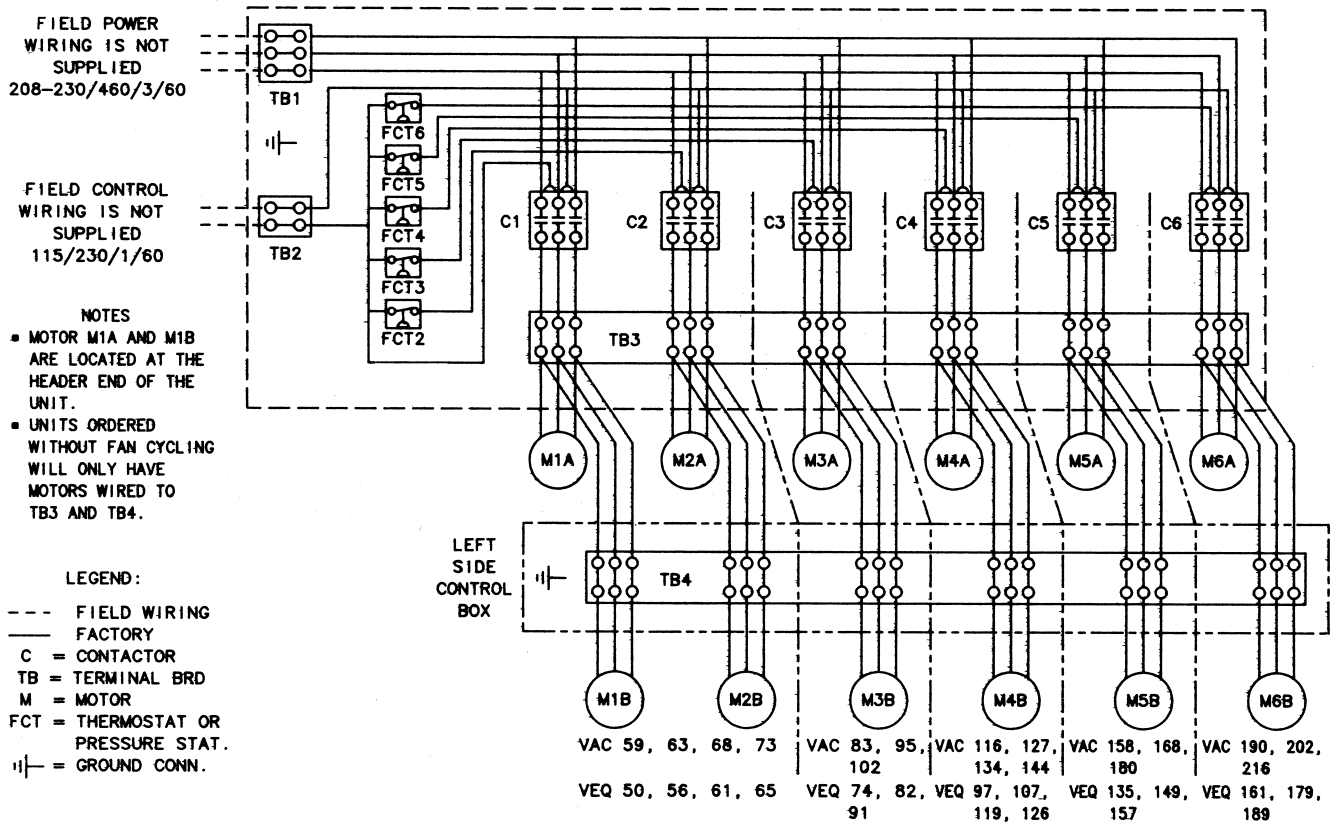 FIELD POWER
WIRING IS NOT
SUPPLIED
208-230/460/3/60
TB1
FCT6
FCT5
FCT4
FCT3
FCT2
FIELD CONTROL
WIRING IS NOT
SUPPLIED
115/230/1/60
TB2
C1
C2
C3
C4
C5
C6
TB3
NOTES
▪ MOTOR M1A AND M1B
ARE LOCATED AT THE
HEADER END OF THE
UNIT.
▪ UNITS ORDERED
WITHOUT FAN CYCLING
WILL ONLY HAVE
MOTORS WIRED TO
TB3 AND TB4.
M1A
M2A
M3A
M4A
M5A
M6A
LEFT
SIDE
CONTROL
BOX
TB4
LEGEND:
--- FIELD WIRING
— FACTORY
C = CONTACTOR
TB = TERMINAL BRD
M = MOTOR
FCT = THERMOSTAT OR
PRESSURE STAT.
= GROUND CONN.
M1B
M2B
M3B
M4B
M5B
M6B
VAC 59, 63, 68, 73
VEQ 50, 56, 61, 65
VAC 83, 95,
102
VEQ 74, 82,
91
VAC 116, 127,
134, 144
VEQ 97, 107,
119, 126
VAC 158, 168,
180
VEQ 135, 149,
157
VAC 190, 202,
216
VEQ 161, 179,
189